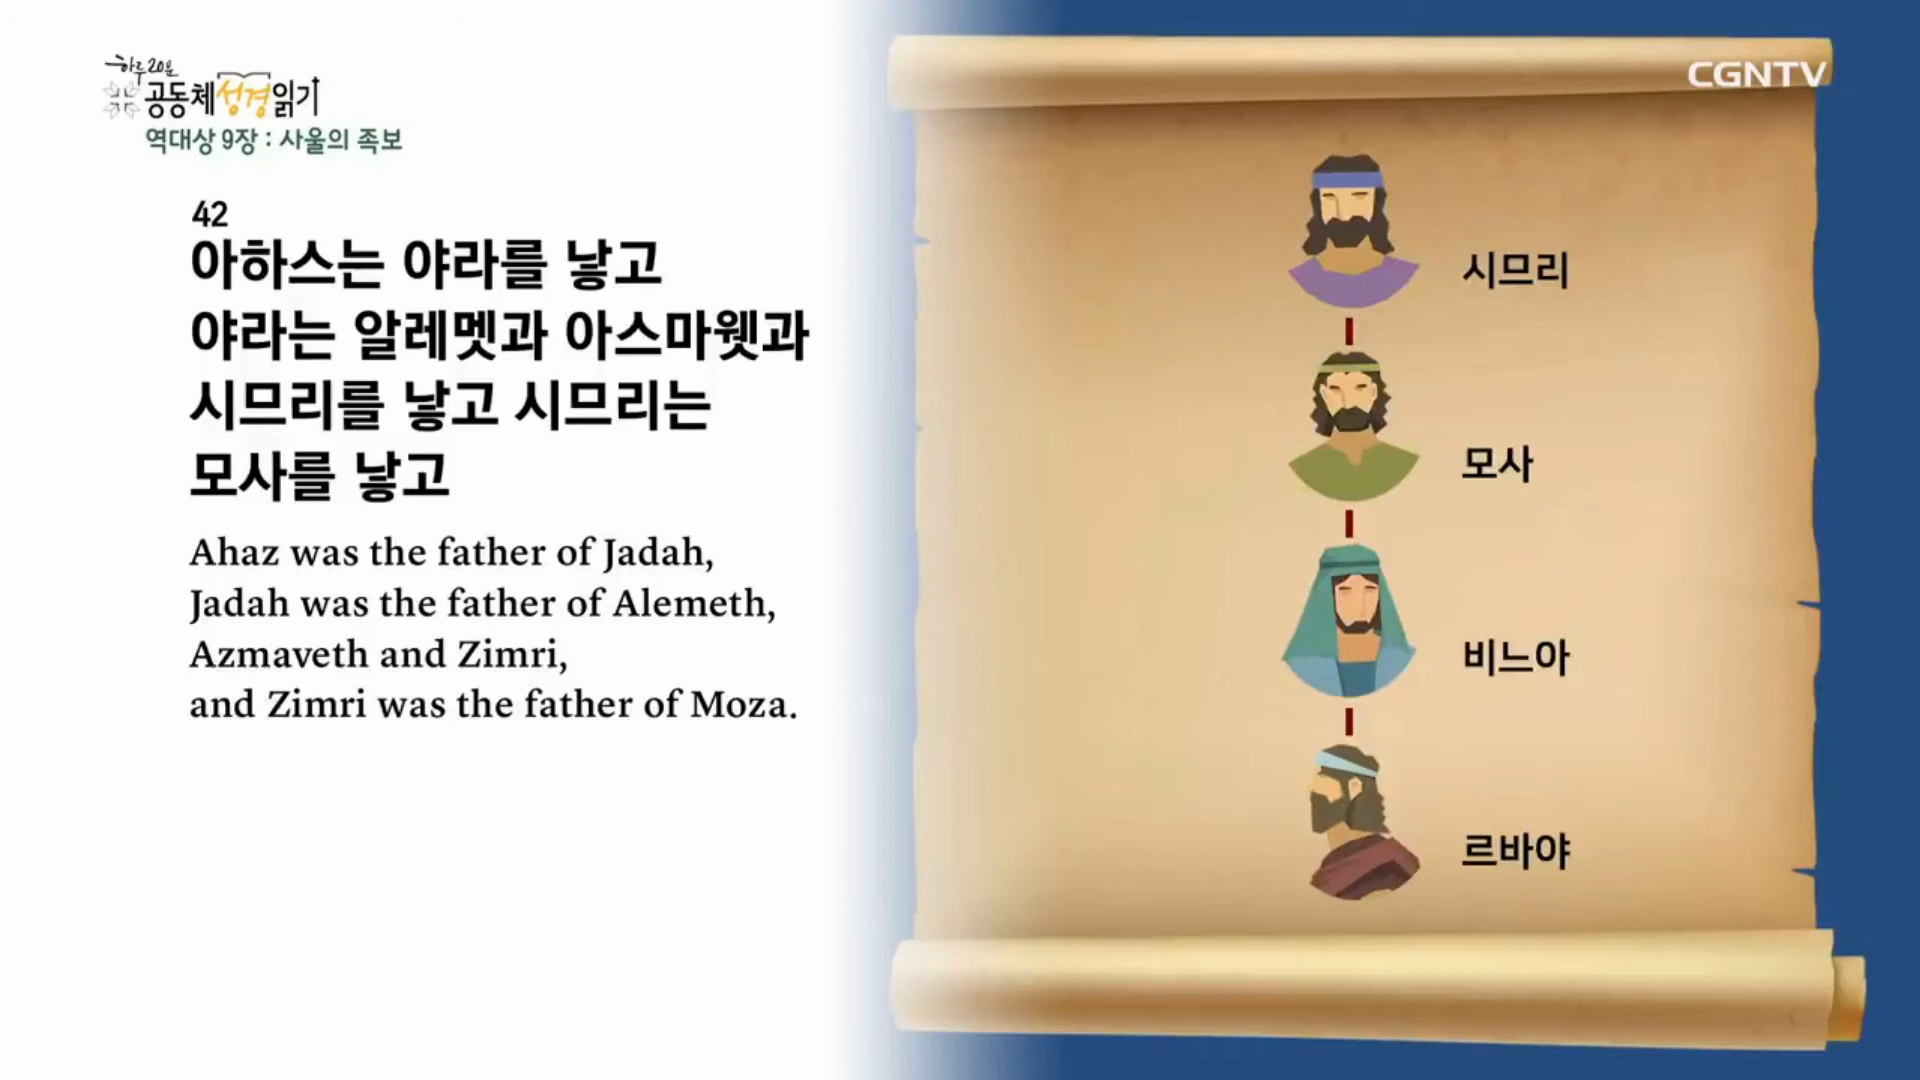 하루 20분
공동체성경읽기
역대상 9장 : 사울의 족보
42
아하스는 야라를 낳고
야라는 알레멧과 아스마웻과
시므리를 낳고 시므리는
모사를 낳고
Ahaz was the father of Jadah,
Jadah was the father of Alemeth,
Azmaveth and Zimri,
and Zimri was the father of Moza.
CGNTV
시므리
모사
비느아
르바야